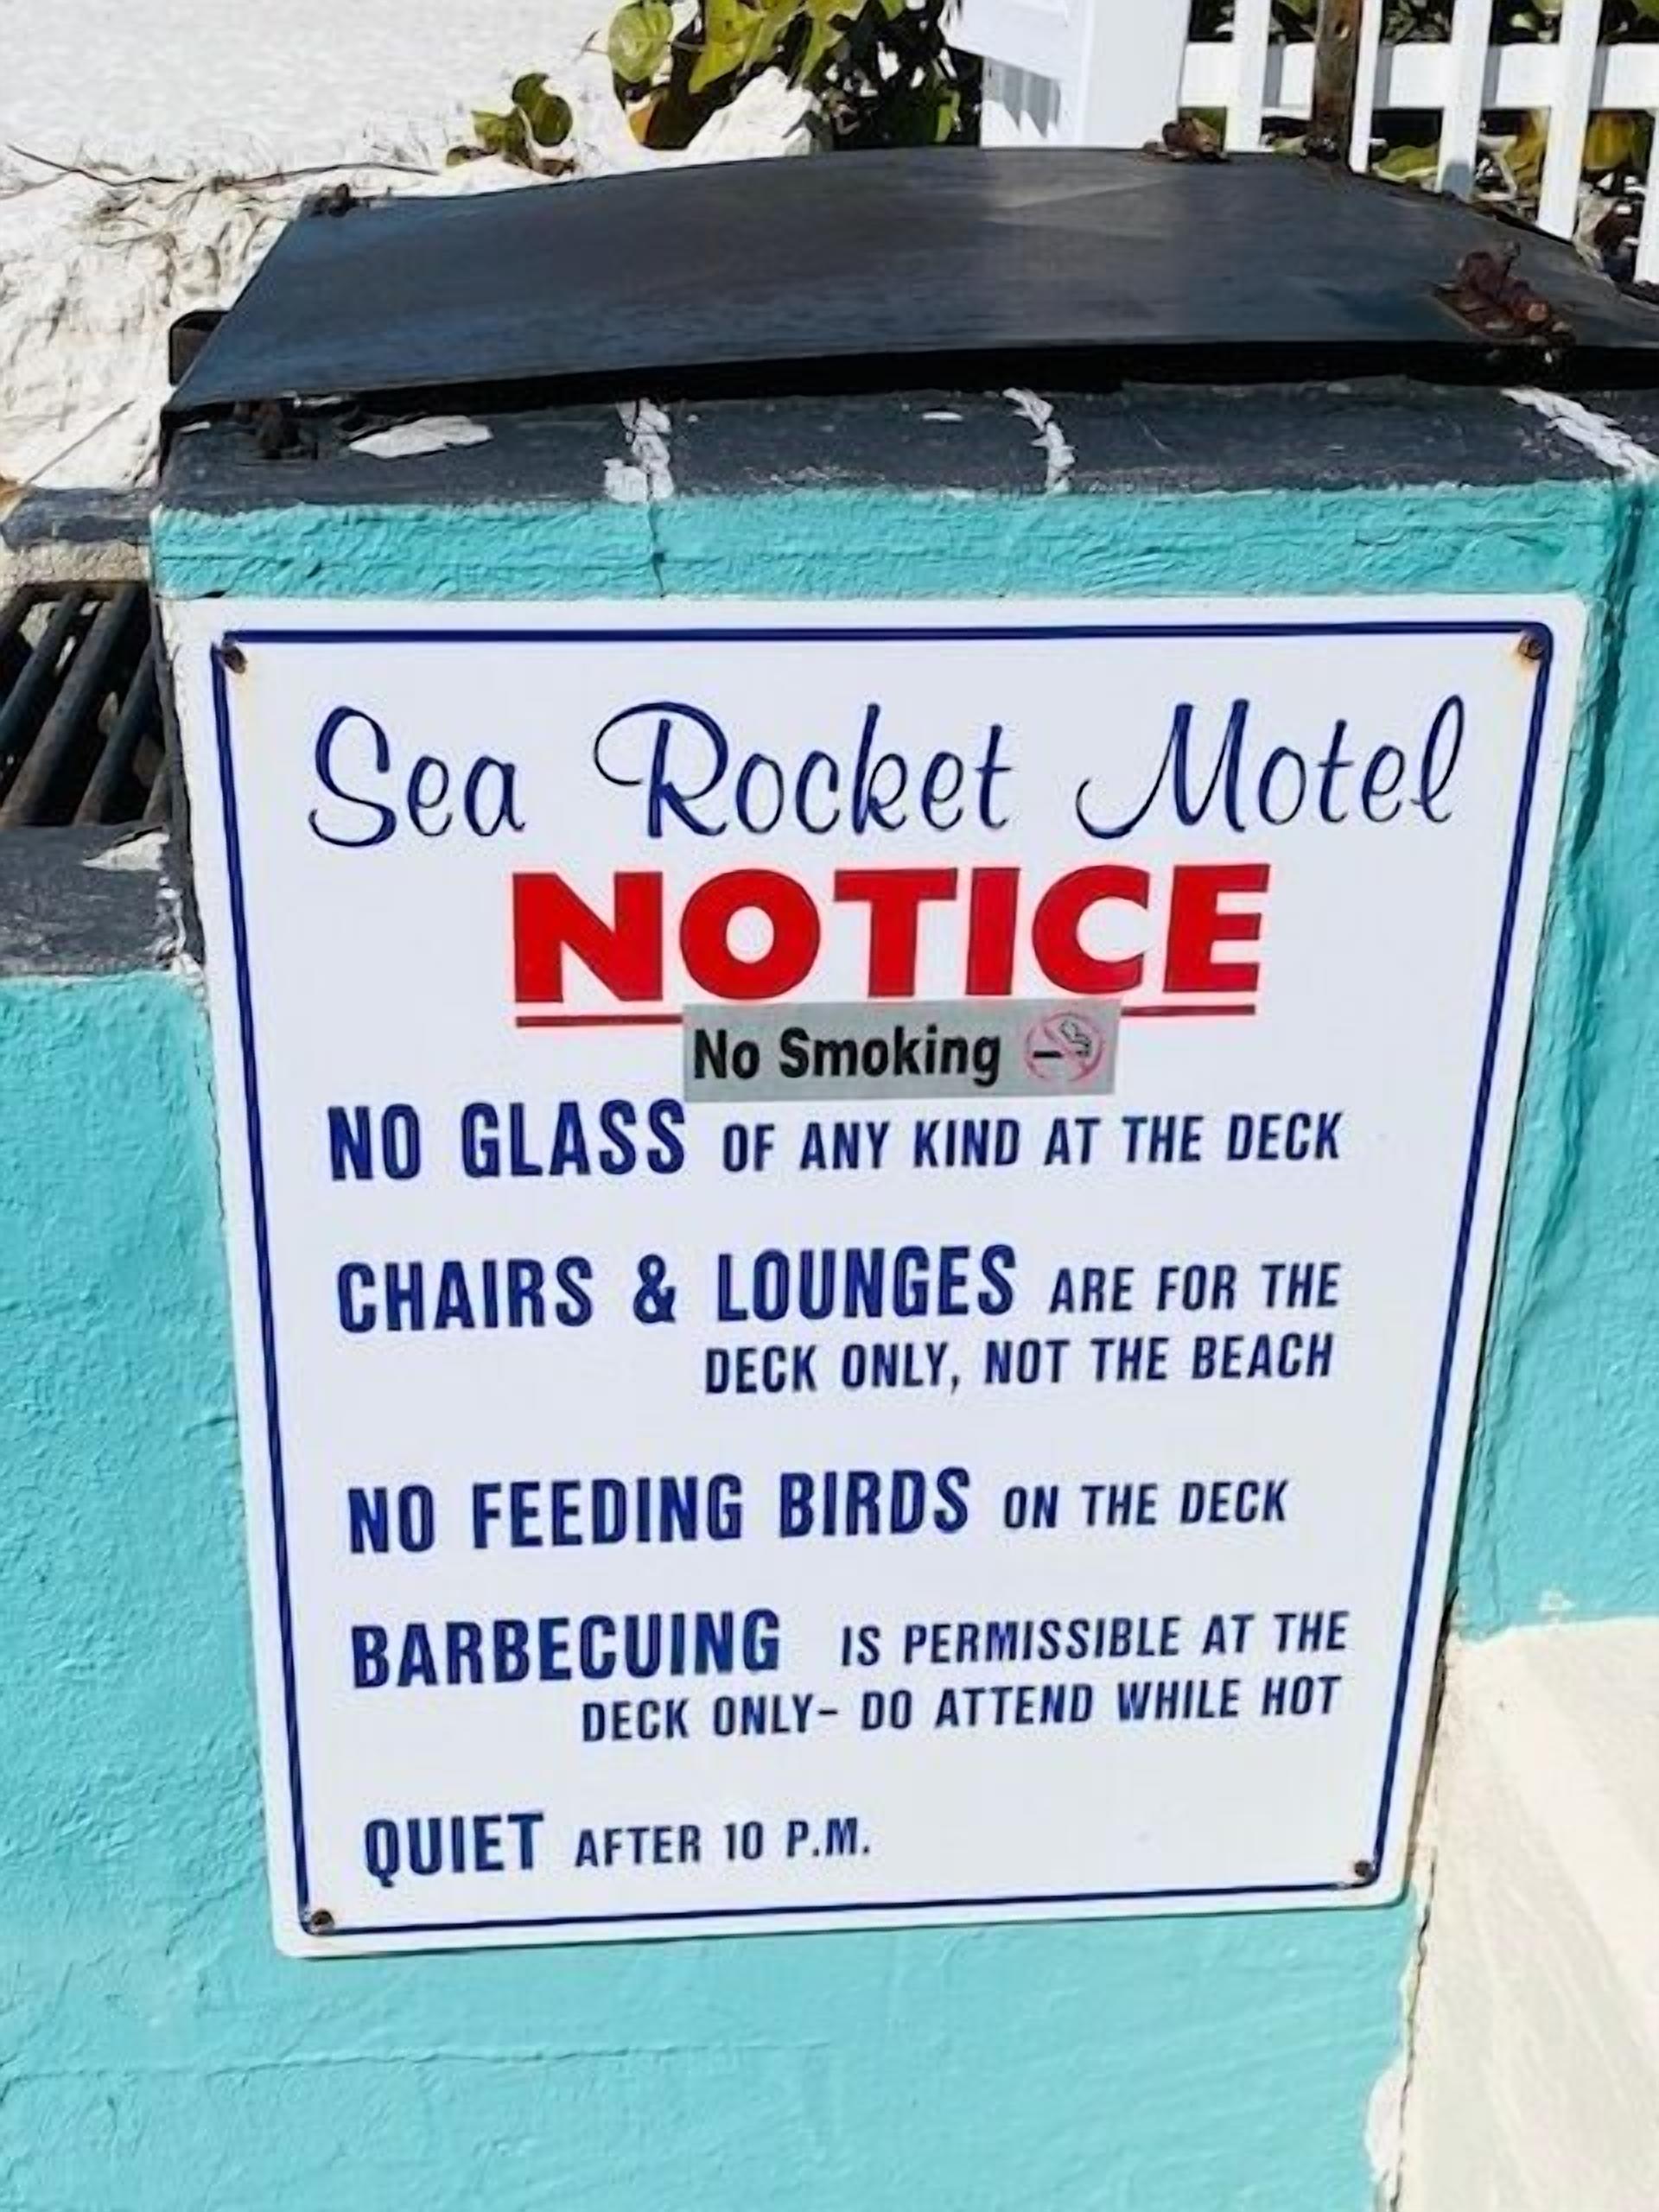 Sea Rocket Motel
NOTICE
No Smoking
NO GLASS OF ANY KIND AT THE DECK
CHAIRS & LOUNGES ARE FOR THE
DECK ONLY, NOT THE BEACH
NO FEEDING BIRDS ON THE DECK
BARBECUING IS PERMISSIBLE AT THE
DECK ONLY- DO ATTEND WHILE HOT
QUIET AFTER 10 P.M.